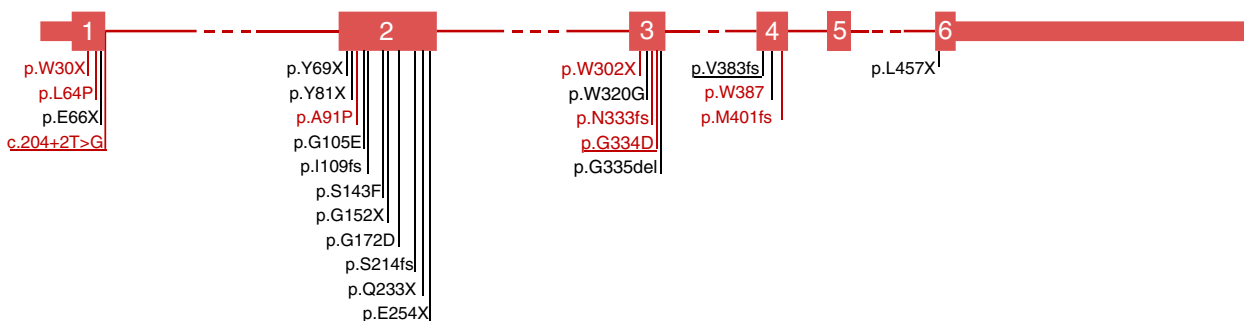 1 2 3 4 5 6
p.W30X
p.L64P
p.E66X
c.204+2T>G
p.Y69X
p.Y81X
p.A91P
p.G105E
p.I109fs
p.S143F
p.G152X
p.G172D
p.S214fs
p.Q233X
p.E254X
p.W302X
p.W320G
p.N333fs
p.G334D
p.G335del
p.V383fs
p.W387
p.M401fs
p.L457X